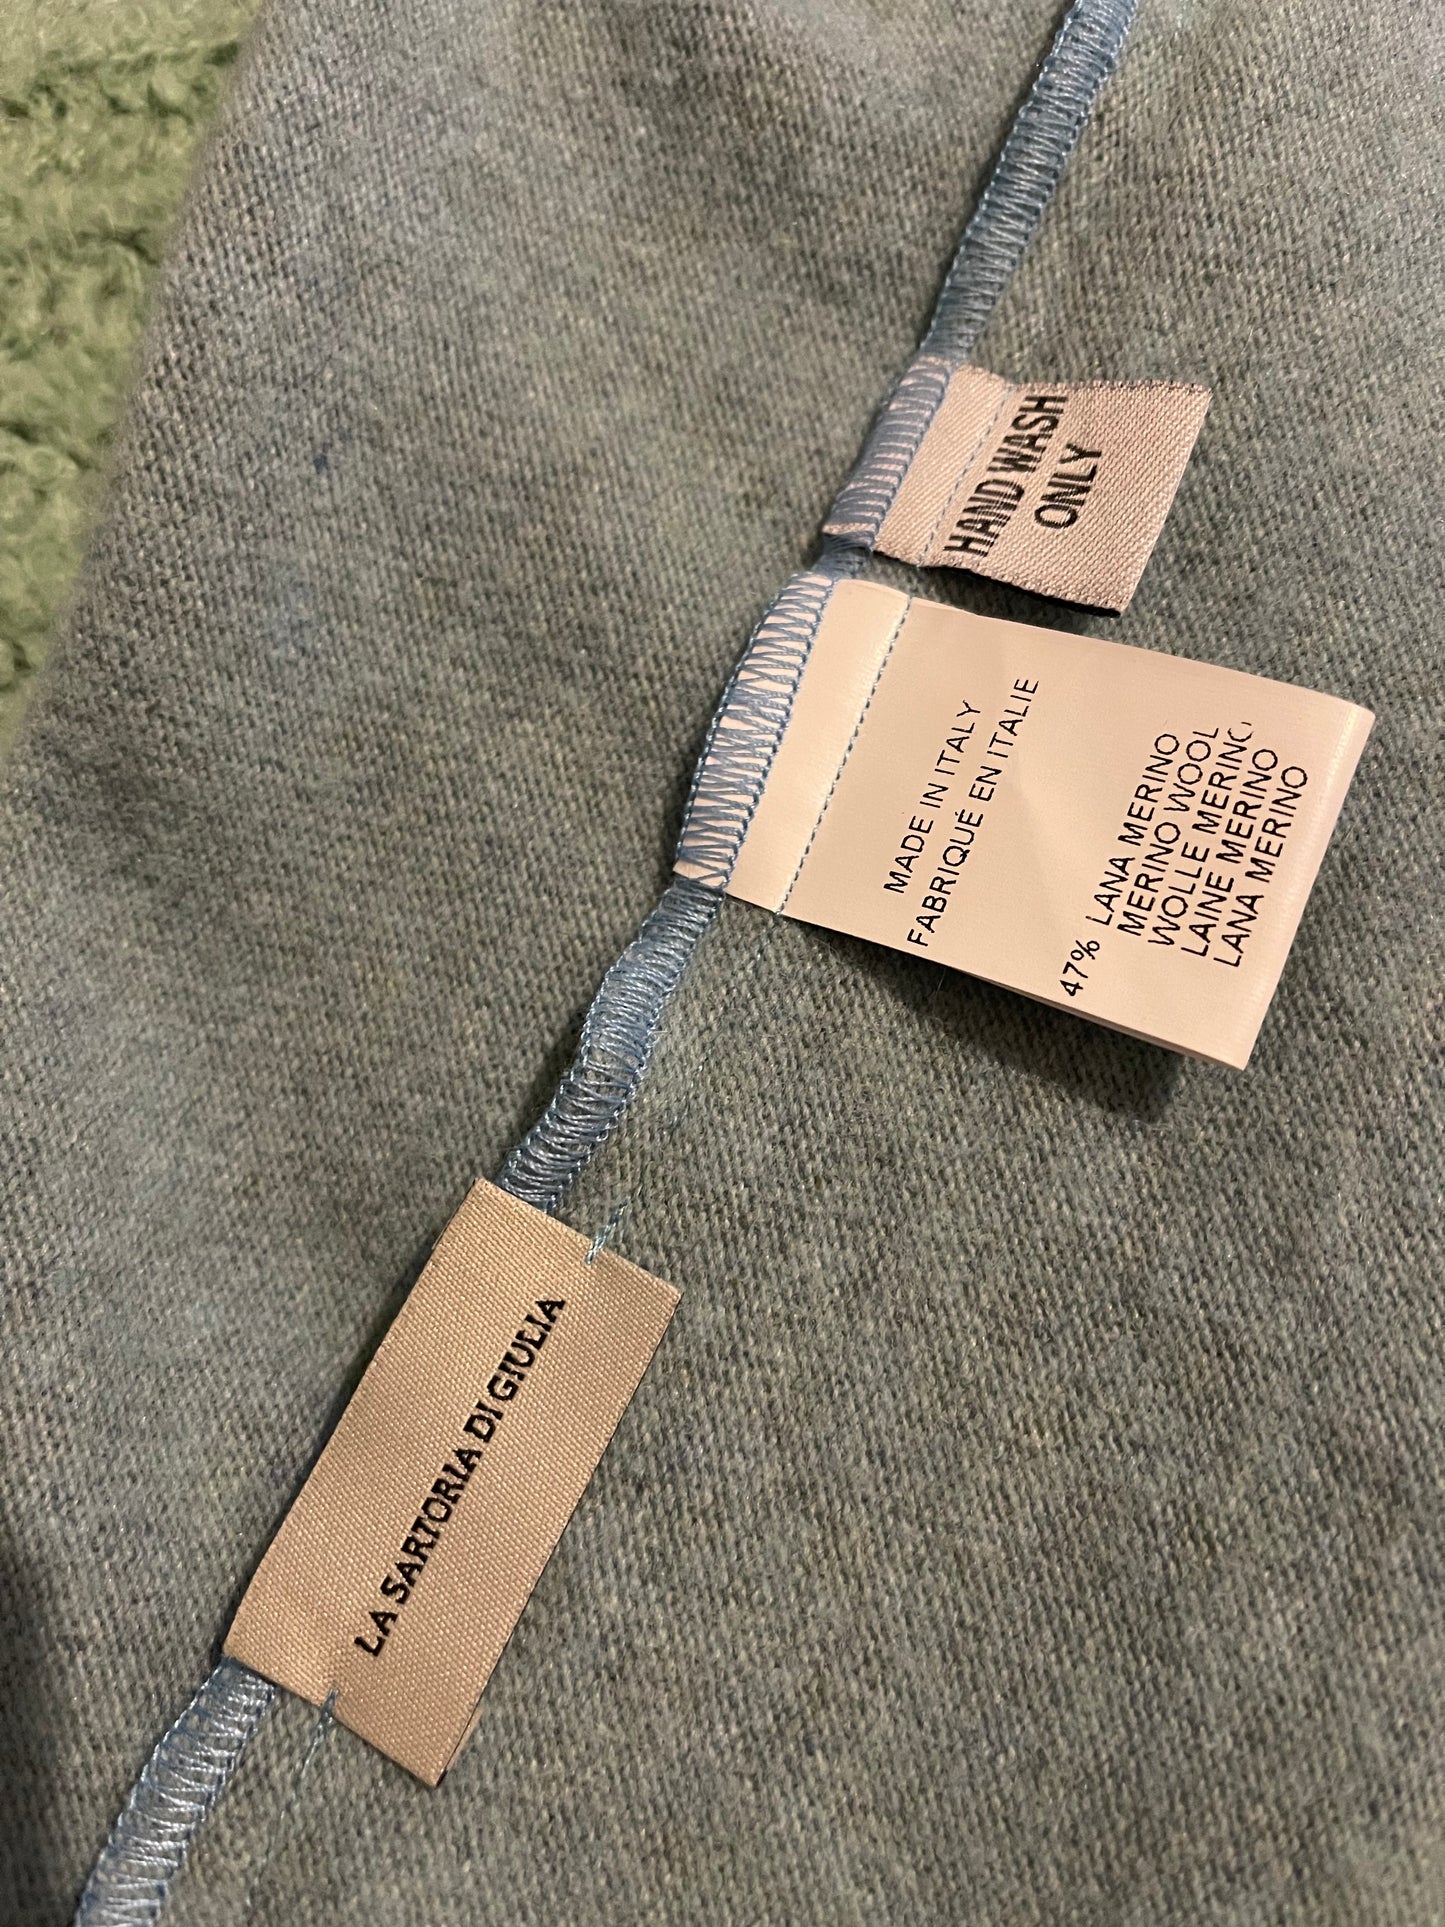 HAND WASH
ONLY
MADE IN ITALY
FABRIQUÉ EN ITALIE
47% LANA MERINO
MERINO WOOL
WOLLE MERINO
LAINE MERINO
LANA MERINO
LA SARTORIA DI GIULIA